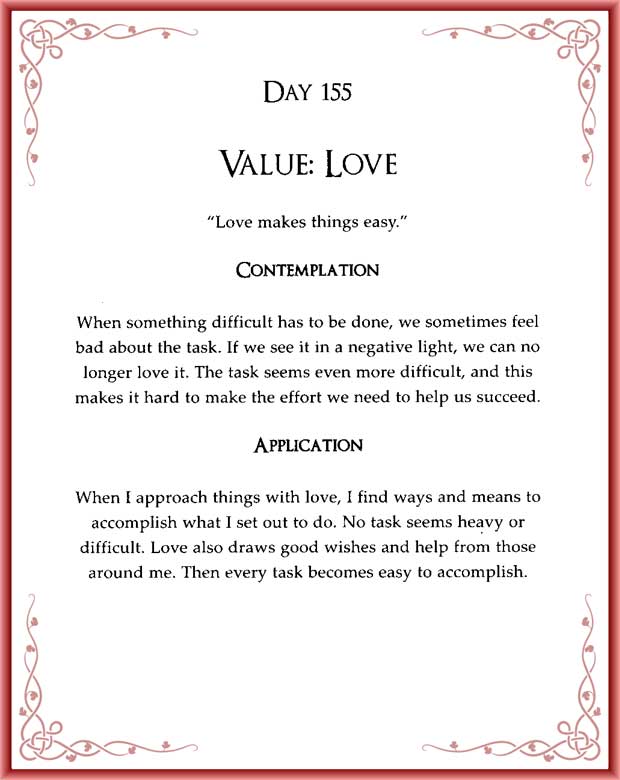 Day 155
Value: Love
"Love makes things easy."
Contemplation
When something difficult has to be done, we sometimes feel
bad about the task. If we see it in a negative light, we can no
longer love it. The task seems even more difficult, and this
makes it hard to make the effort we need to help us succeed.
Application
When I approach things with love, I find ways and means to
accomplish what I set out to do. No task seems heavy or
difficult. Love also draws good wishes and help from those
around me. Then every task becomes easy to accomplish.